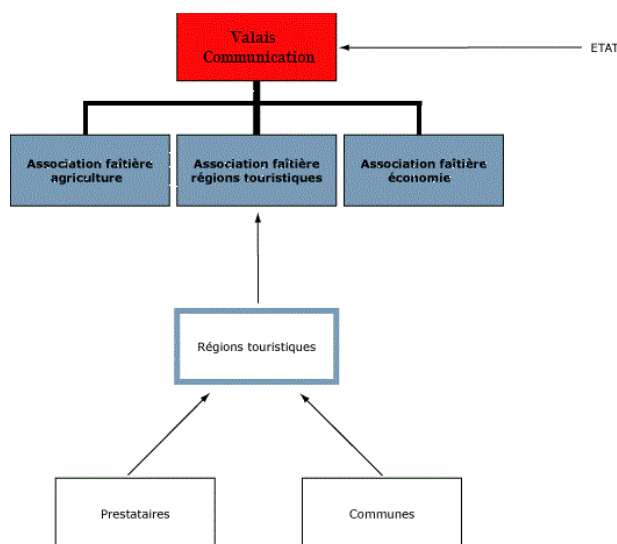 Valais
Communication
ETAT
Association faîtière
agriculture
Association faîtière
régions touristiques
Association faîtière
économie
Régions touristiques
Prestataires
Communes